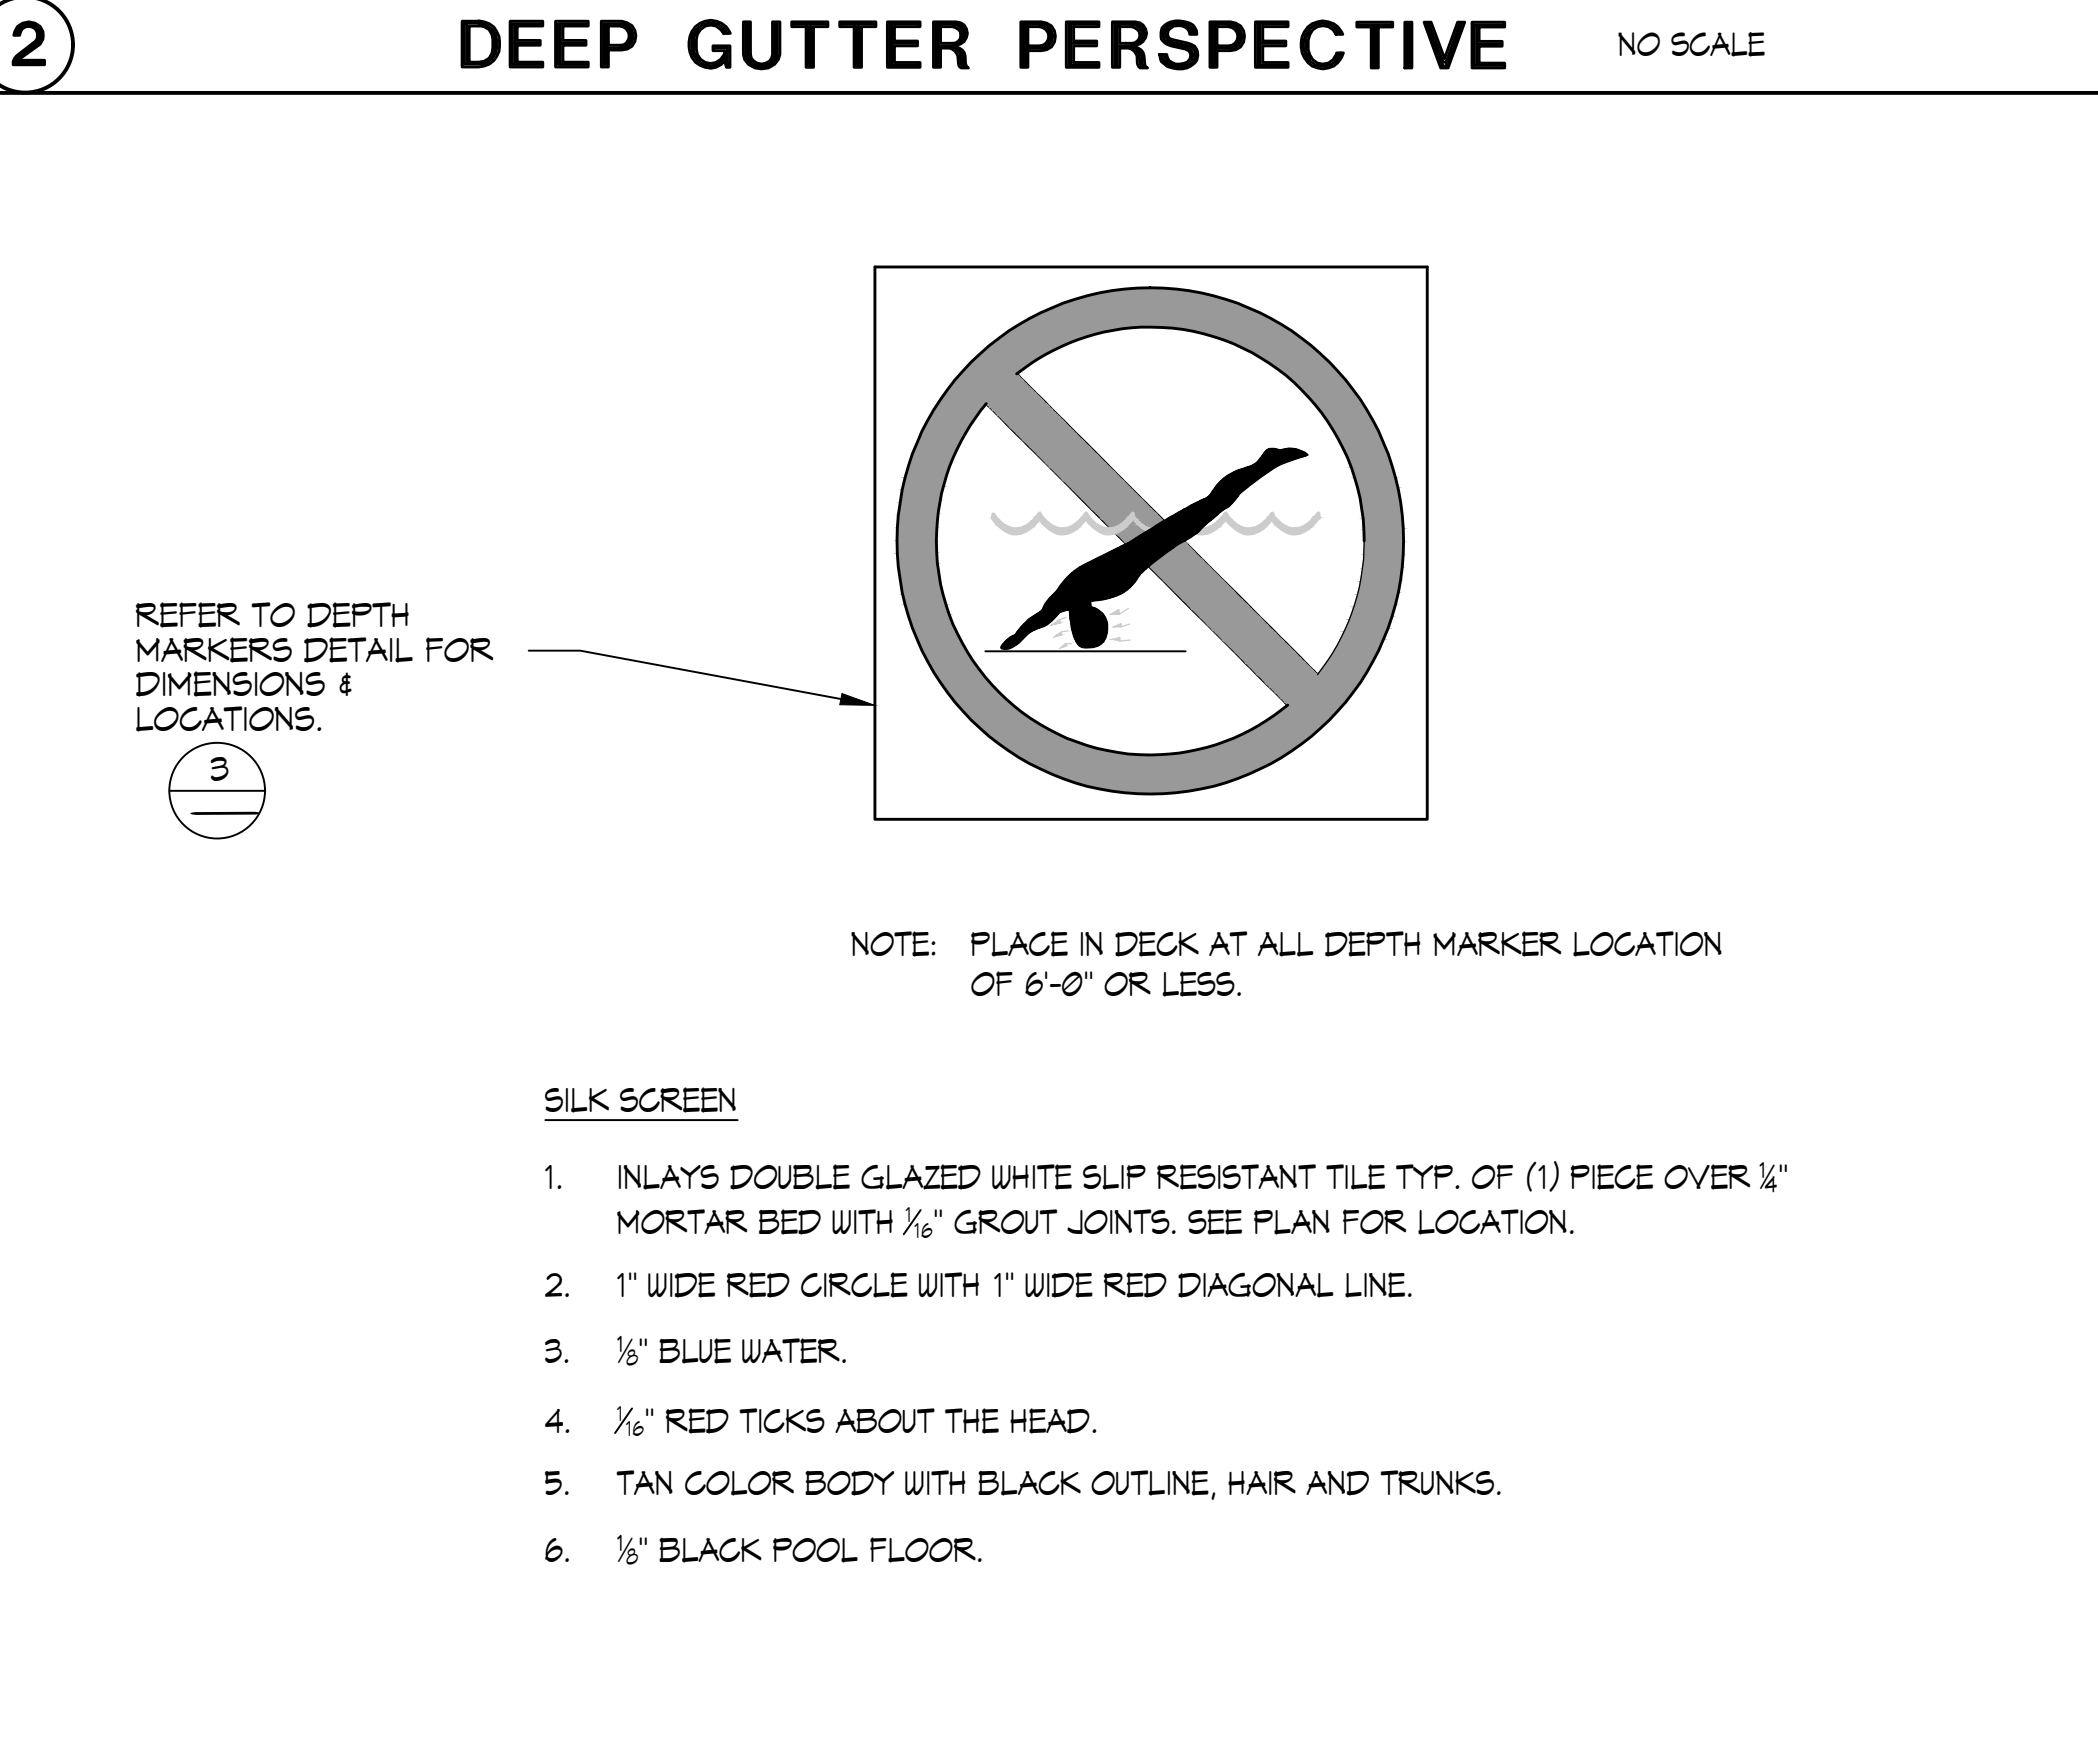 2 DEEP GUTTER PERSPECTIVE NO SCALE
REFER TO DEPTH
MARKERS DETAIL FOR
DIMENSIONS &
LOCATIONS.
3
NOTE: PLACE IN DECK AT ALL DEPTH MARKER LOCATION
OF 6'-0" OR LESS.
SILK SCREEN
1. INLAYS DOUBLE GLAZED WHITE SLIP RESISTANT TILE TYP. OF (1) PIECE OVER 1/4"
MORTAR BED WITH 1/16" GROUT JOINTS. SEE PLAN FOR LOCATION.
2. 1" WIDE RED CIRCLE WITH 1" WIDE RED DIAGONAL LINE.
3. 1/8" BLUE WATER.
4. 1/16" RED TICKS ABOUT THE HEAD.
5. TAN COLOR BODY WITH BLACK OUTLINE, HAIR AND TRUNKS.
6. 1/8" BLACK POOL FLOOR.